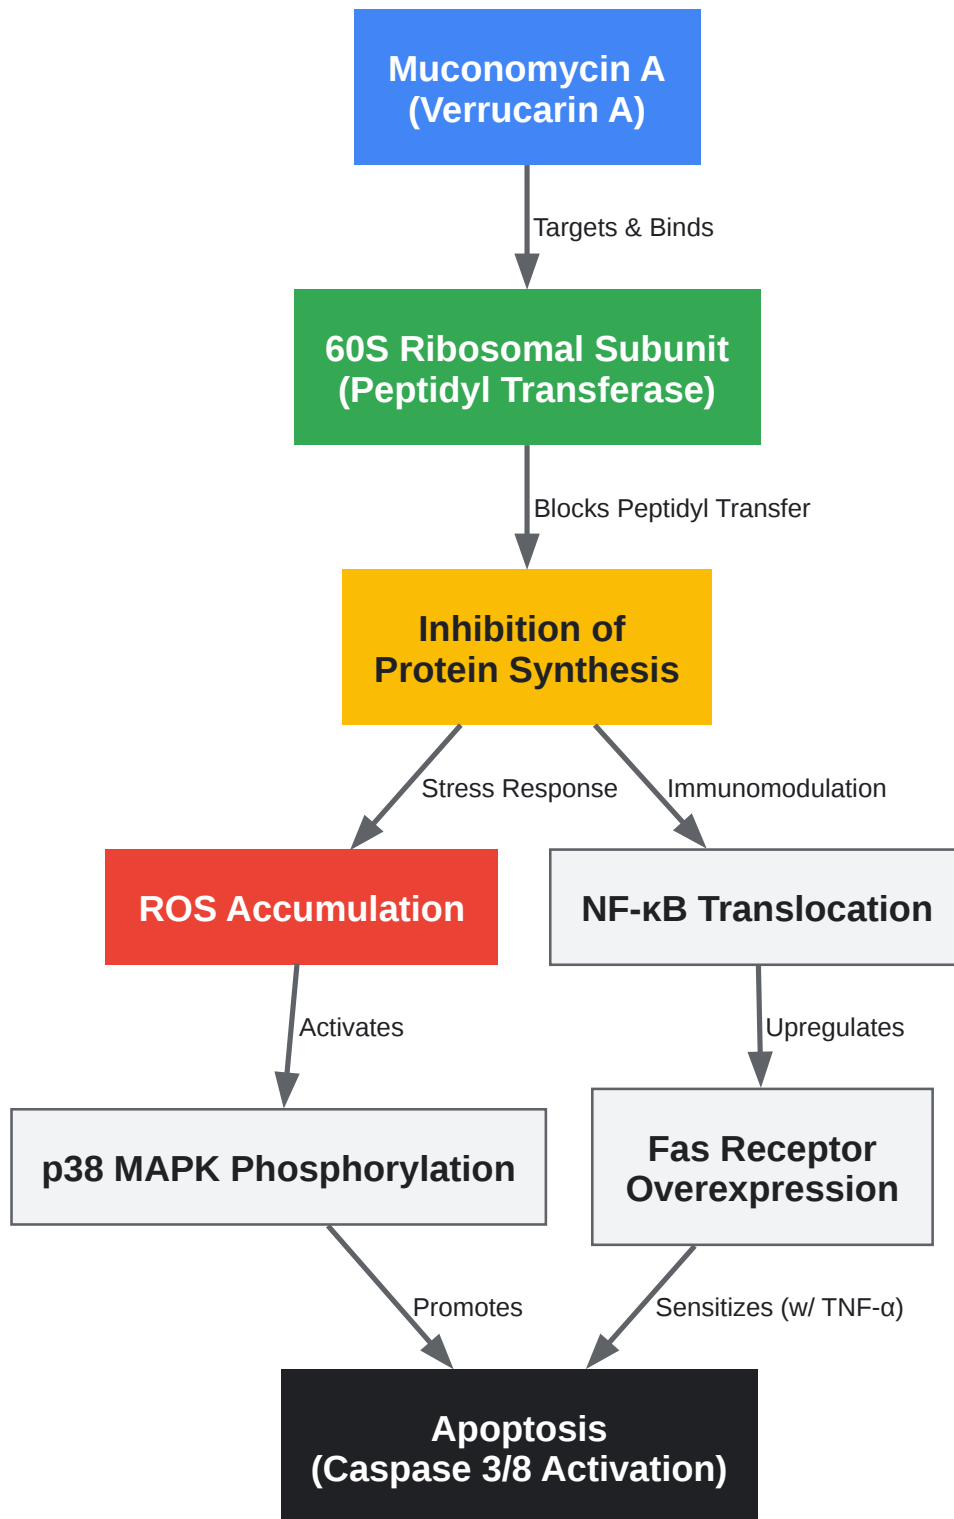 Muconomycin A
(Verrucarin A)
Targets & Binds
60S Ribosomal Subunit
(Peptidyl Transferase)
Blocks Peptidyl Transfer
Inhibition of
Protein Synthesis
Stress Response
Immunomodulation
ROS Accumulation
NF-κB Translocation
Activates
Upregulates
p38 MAPK Phosphorylation
Fas Receptor
Overexpression
Promotes
Sensitizes (w/ TNF-α)
Apoptosis
(Caspase 3/8 Activation)